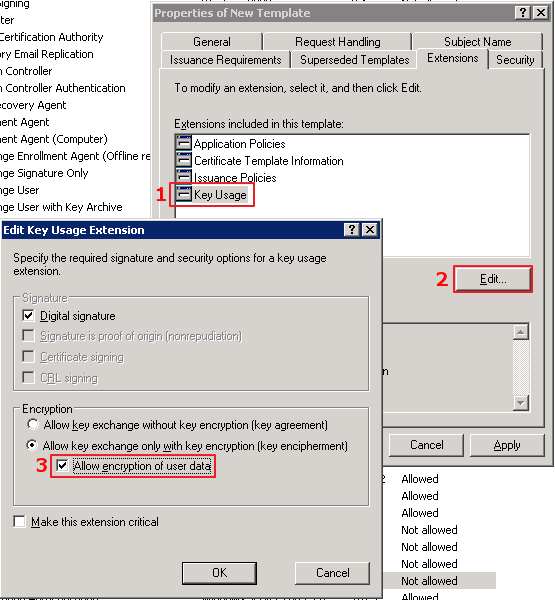 Signing
ter
Certification Authority
ory Email Replication
n Controller
n Controller Authentication
ecovery Agent
ment Agent
ment Agent (Computer)
nge Enrollment Agent (Offline re
nge Signature Only
nge User
nge User with Key Archive
Properties of New Template
General
Request Handling
Subject Name
Issuance Requirements
Superseded Templates
Extensions
Security
To modify an extension, select it, and then click Edit.
Extensions included in this template:
Application Policies
Certificate Template Information
Issuance Policies
1
Key Usage
2
Edit...
n
Cancel
Apply
Edit Key Usage Extension
Specify the required signature and security options for a key usage
extension.
Signature
Digital signature
Signature is proof of origin (nonrepudiation)
Certificate signing
CRL signing
Encryption
Allow key exchange without key encryption (key agreement)
Allow key exchange only with key encryption (key encipherment)
3
Allow encryption of user data
Make this extension critical
OK
Cancel
2 Allowed
Allowed
Allowed
Not allowed
Not allowed
Not allowed
Not allowed
Allowed